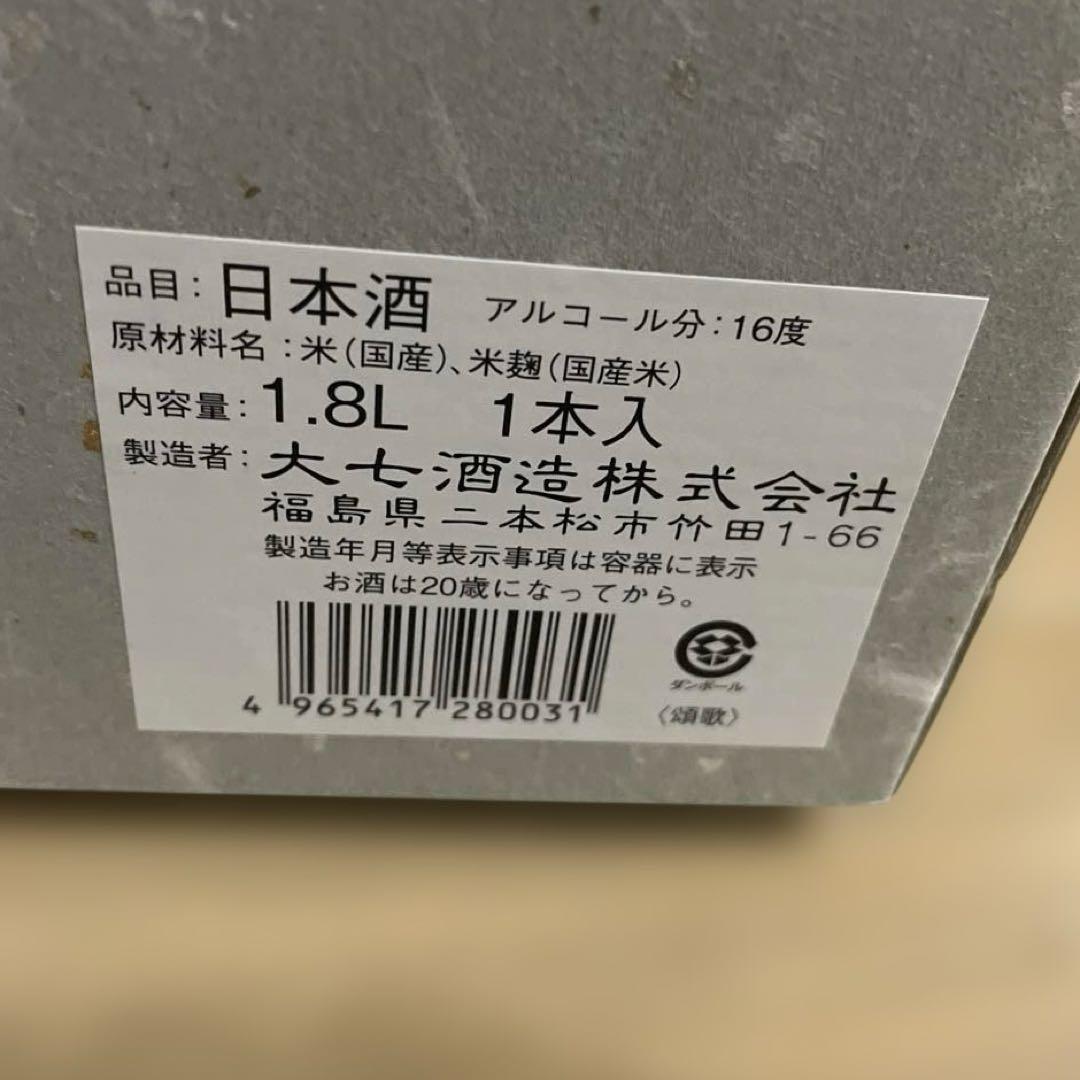 品目：日本酒 アルコール分：16度
原材料名：米(国産)、米麹(国産米)
内容量：1.8L 1本入
製造者：大七酒造株式会社
福島県二本松市竹田1-66
製造年月等表示事項は容器に表示
お酒は20歳になってから。
4 965417 280031
ダンボール
〈頌歌〉